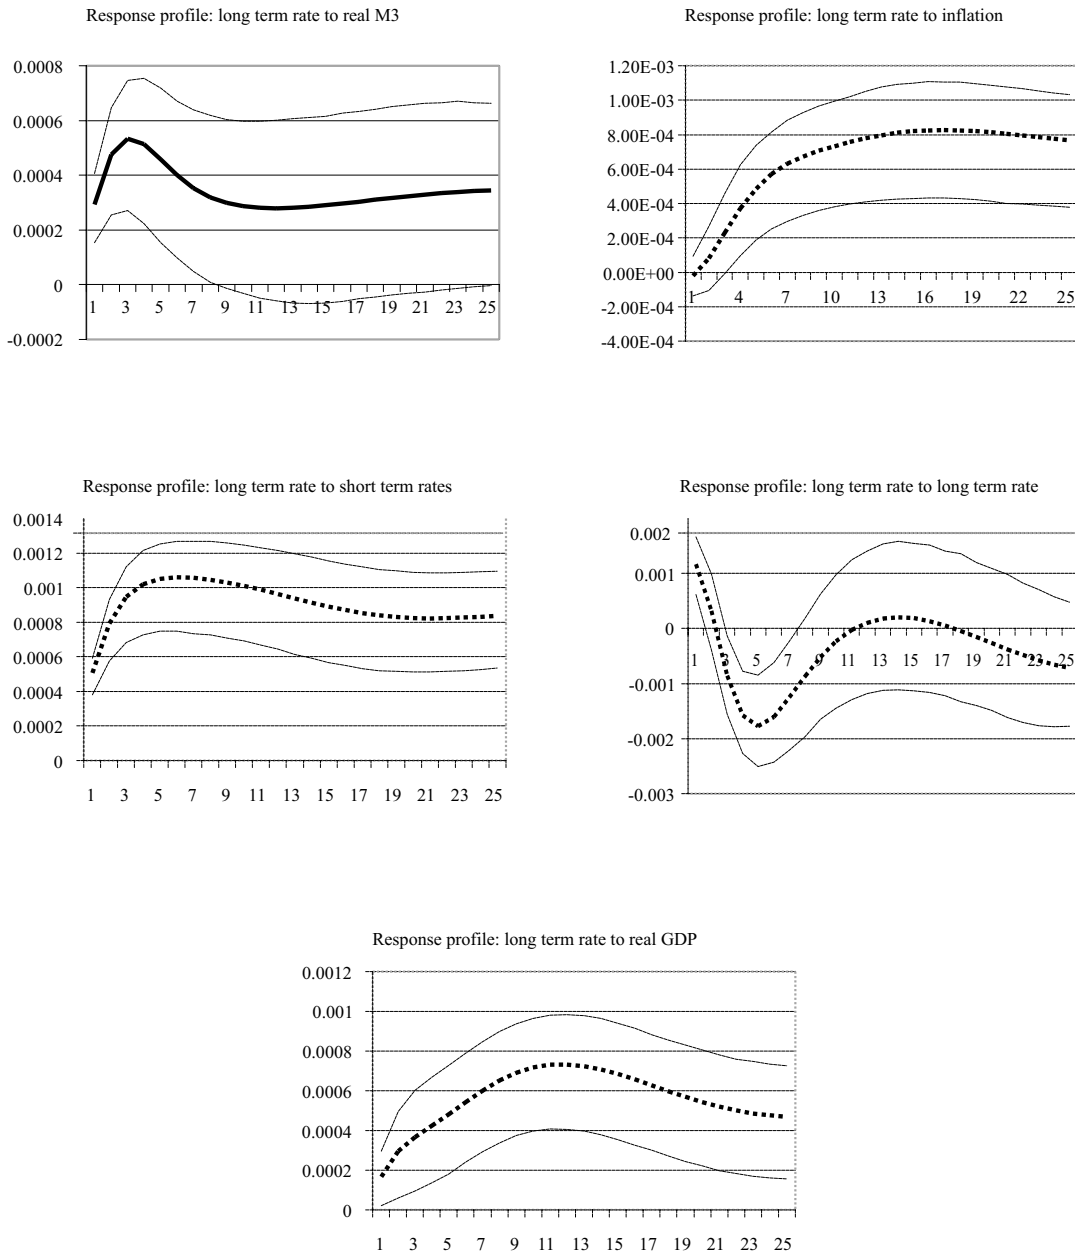 Response profile: long term rate to real M3
0.0008
0.0006
0.0004
0.0002
0
-0.0002
1 3 5 7 9 11 13 15 17 19 21 23 25
Response profile: long term rate to inflation
1.20E-03
1.00E-03
8.00E-04
6.00E-04
4.00E-04
2.00E-04
0.00E+00
-2.00E-04
-4.00E-04
1 4 7 10 13 16 19 22 25
Response profile: long term rate to short term rates
0.0014
0.0012
0.001
0.0008
0.0006
0.0004
0.0002
0
1 3 5 7 9 11 13 15 17 19 21 23 25
Response profile: long term rate to long term rate
0.002
0.001
0
-0.001
-0.002
-0.003
1 3 5 7 9 11 13 15 17 19 21 23 25
Response profile: long term rate to real GDP
0.0012
0.001
0.0008
0.0006
0.0004
0.0002
0
1 3 5 7 9 11 13 15 17 19 21 23 25